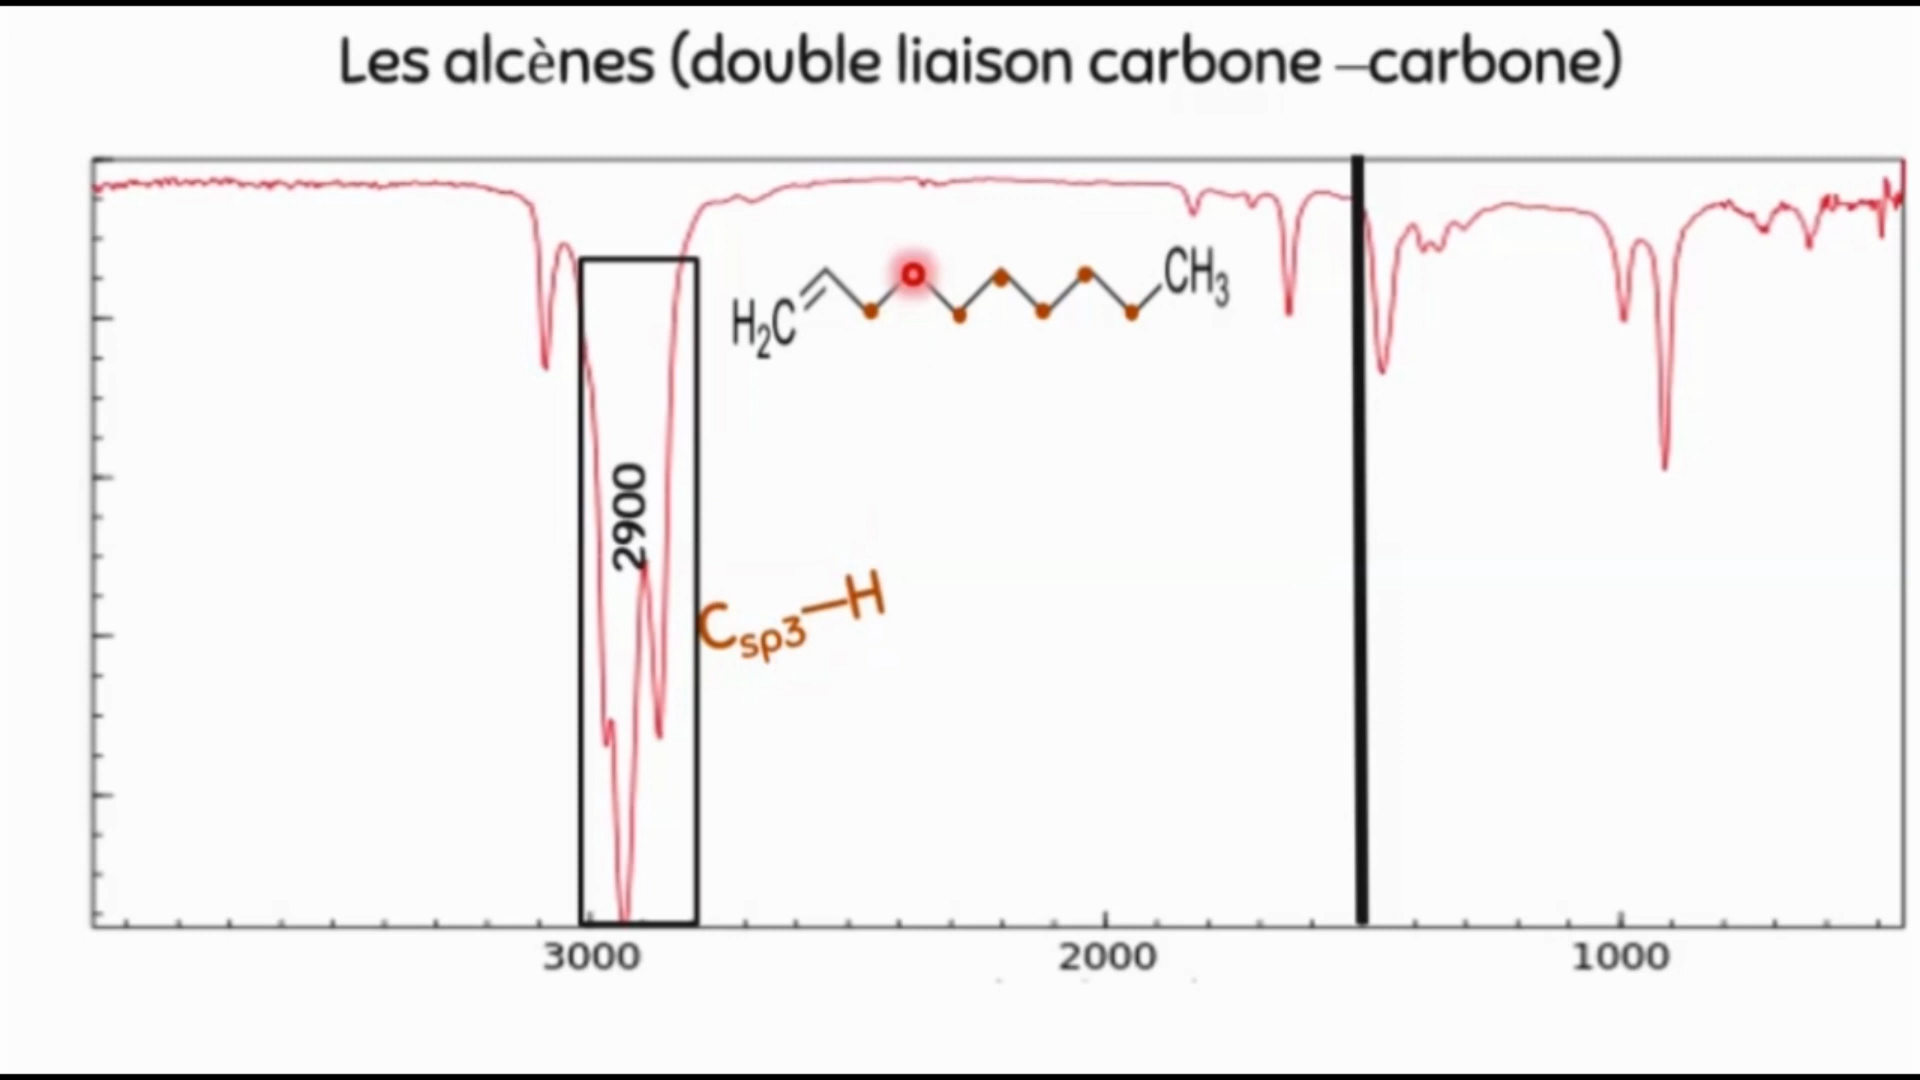 Les alcènes (double liaison carbone –carbone)
H₂C
CH₃
2900
Csp3—H
3000
2000
1000